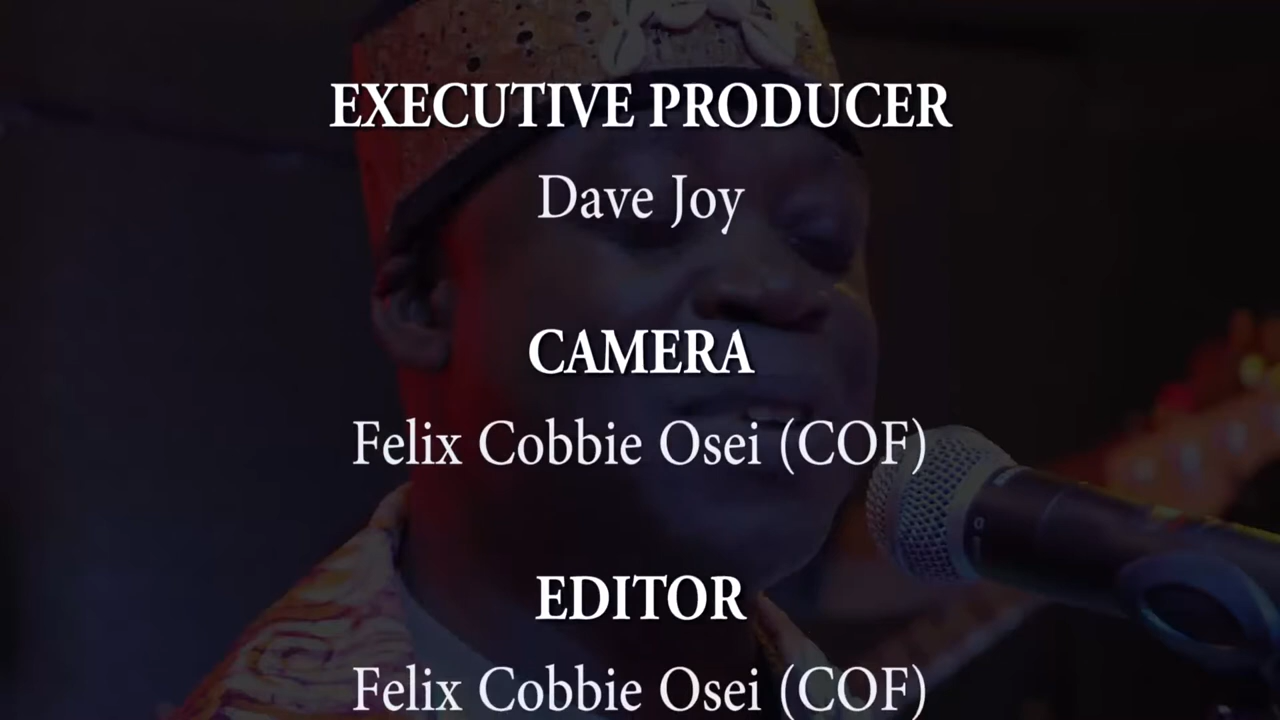 EXECUTIVE PRODUCER
Dave Joy
CAMERA
Felix Cobbie Osei (COF)
EDITOR
Felix Cobbie Osei (COF)